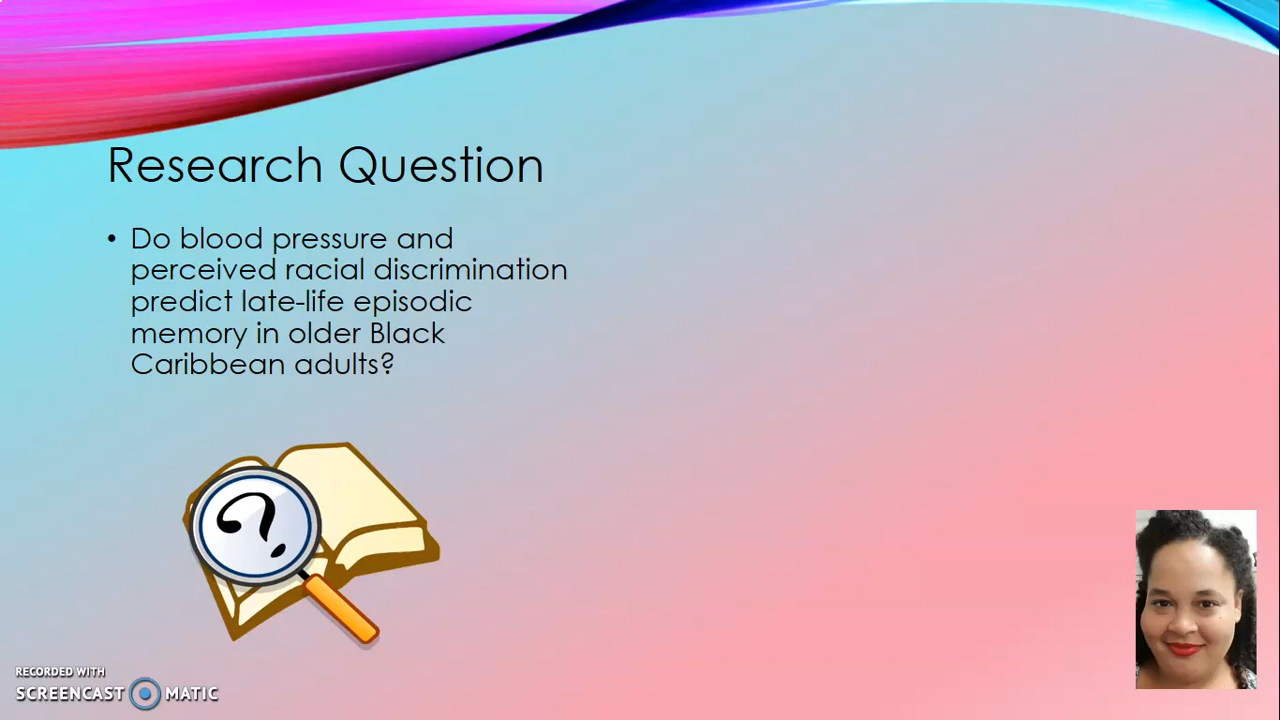 Research Question
• Do blood pressure and
perceived racial discrimination
predict late-life episodic
memory in older Black
Caribbean adults?
?
RECORDED WITH
SCREENCAST MATIC